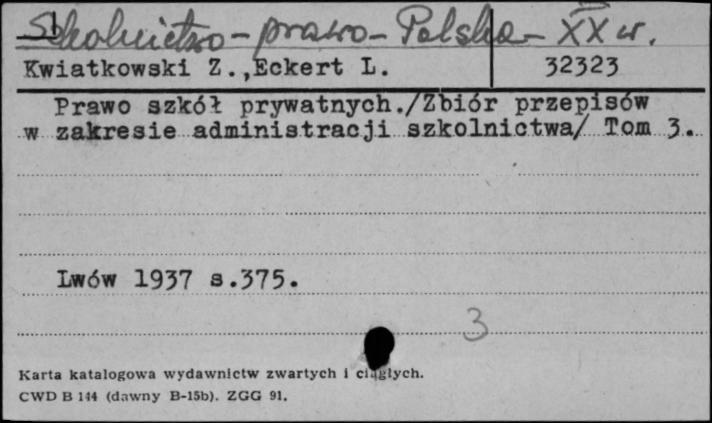 Szkolnictwo - prawo - Polska - XX w.
Kwiatkowski Z.,Eckert L. 32323
Prawo szkół prywatnych./Zbiór przepisów
w zakresie administracji szkolnictwa/ Tom 3.
Lwów 1937 s.375.
3
Karta katalogowa wydawnictw zwartych i ciągłych.
CWD B 144 (dawny B-15b). ZGG 91.